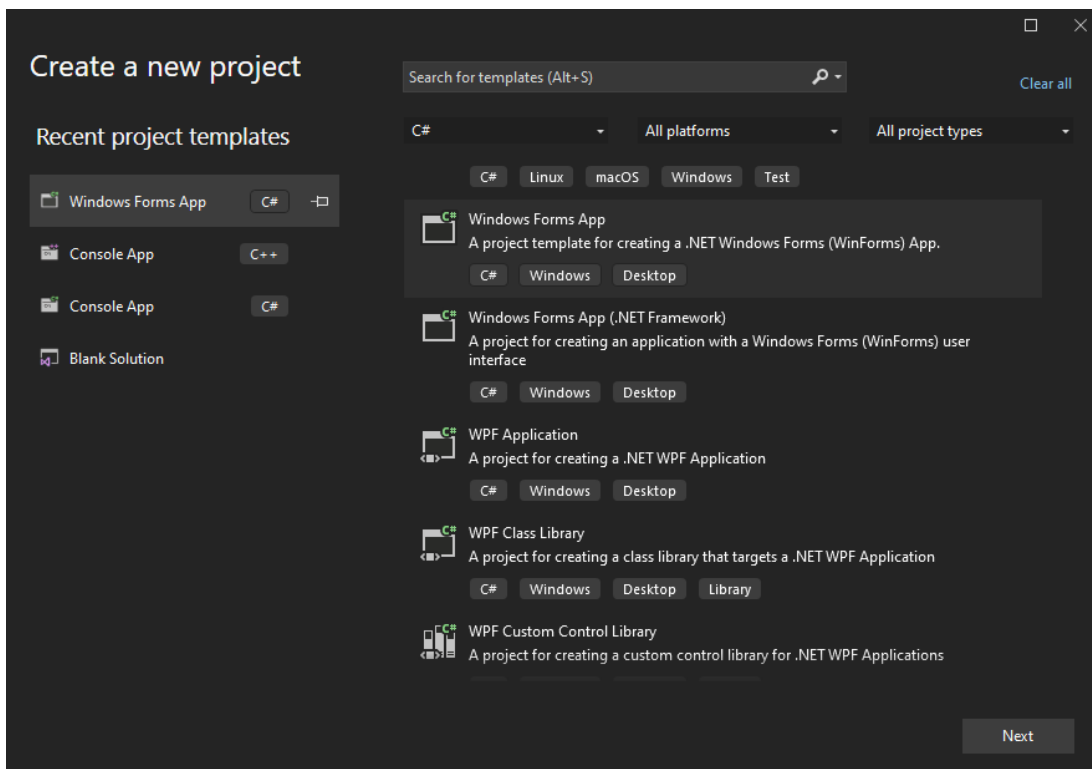 Create a new project
Search for templates (Alt+S)
Clear all
Recent project templates
C#
All platforms
All project types
Windows Forms App C#
Console App C++
Console App C#
Blank Solution
C# Linux macOS Windows Test
C#
Windows Forms App
A project template for creating a .NET Windows Forms (WinForms) App.
C# Windows Desktop
C#
Windows Forms App (.NET Framework)
A project for creating an application with a Windows Forms (WinForms) user
interface
C# Windows Desktop
C#
WPF Application
A project for creating a .NET WPF Application
C# Windows Desktop
C#
WPF Class Library
A project for creating a class library that targets a .NET WPF Application
C# Windows Desktop Library
C#
WPF Custom Control Library
A project for creating a custom control library for .NET WPF Applications
Next